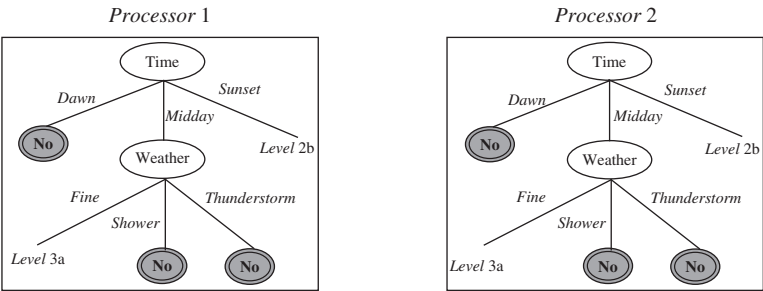 Processor 1
Time
Dawn
Sunset
Midday
No
Level 2b
Weather
Fine
Thunderstorm
Shower
Level 3a
No
No
Processor 2
Time
Dawn
Sunset
Midday
No
Level 2b
Weather
Fine
Thunderstorm
Shower
Level 3a
No
No